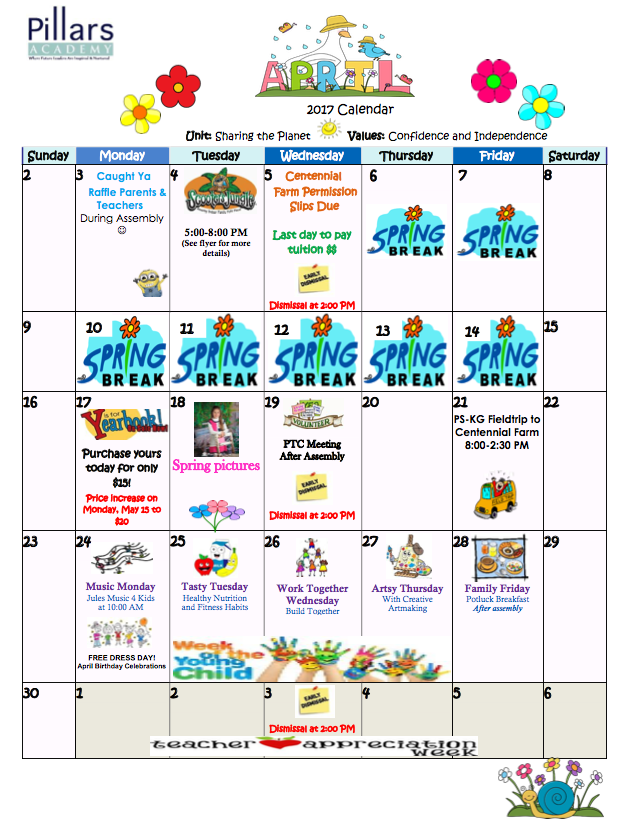 Pillars
ACADEMY
Where Future Leaders Are Inspired & Nurtured
APRIL
2017 Calendar
Unit: Sharing the Planet Values: Confidence and Independence
Sunday Monday Tuesday Wednesday Thursday Friday Saturday
2
3 Caught Ya
Raffle Parents &
Teachers
During Assembly
☺
4
5:00-8:00 PM
(See flyer for more
details)
5 Centennial
Farm Permission
Slips Due
Last day to pay
tuition $$
EARLY
DISMISSAL
Dismissal at 2:00 PM
6
SPRING
BREAK
7
SPRING
BREAK
8
9
10
SPRING
BREAK
11
SPRING
BREAK
12
SPRING
BREAK
13
SPRING
BREAK
14
SPRING
BREAK
15
16
17
Yearbook!
Purchase yours
today for only
$15!
Price increase on
Monday, May 15 to
$20
18
Spring pictures
19
VOLUNTEER
PTC Meeting
After Assembly
EARLY
DISMISSAL
Dismissal at 2:00 PM
20
21
PS-KG Fieldtrip to
Centennial Farm
8:00-2:30 PM
22
23
24
Music Monday
Jules Music 4 Kids
at 10:00 AM
FREE DRESS DAY!
April Birthday Celebrations
25
Tasty Tuesday
Healthy Nutrition
and Fitness Habits
26
Work Together
Wednesday
Build Together
27
Artsy Thursday
With Creative
Artmaking
28
Family Friday
Potluck Breakfast
After assembly
29
Week of the
Young
Child
30
1
2
3
EARLY
DISMISSAL
Dismissal at 2:00 PM
4
5
6
teacher appreciation
week